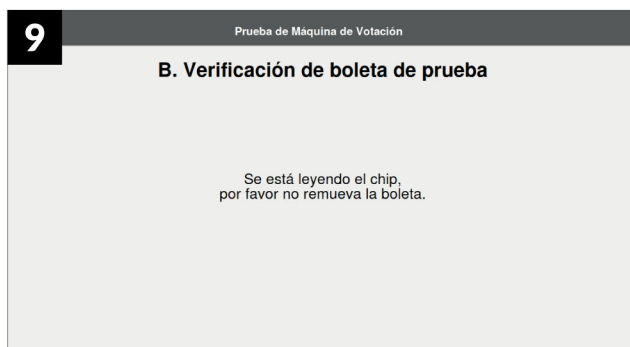 9
Prueba de Máquina de Votación
B. Verificación de boleta de prueba
Se está leyendo el chip,
por favor no remueva la boleta.